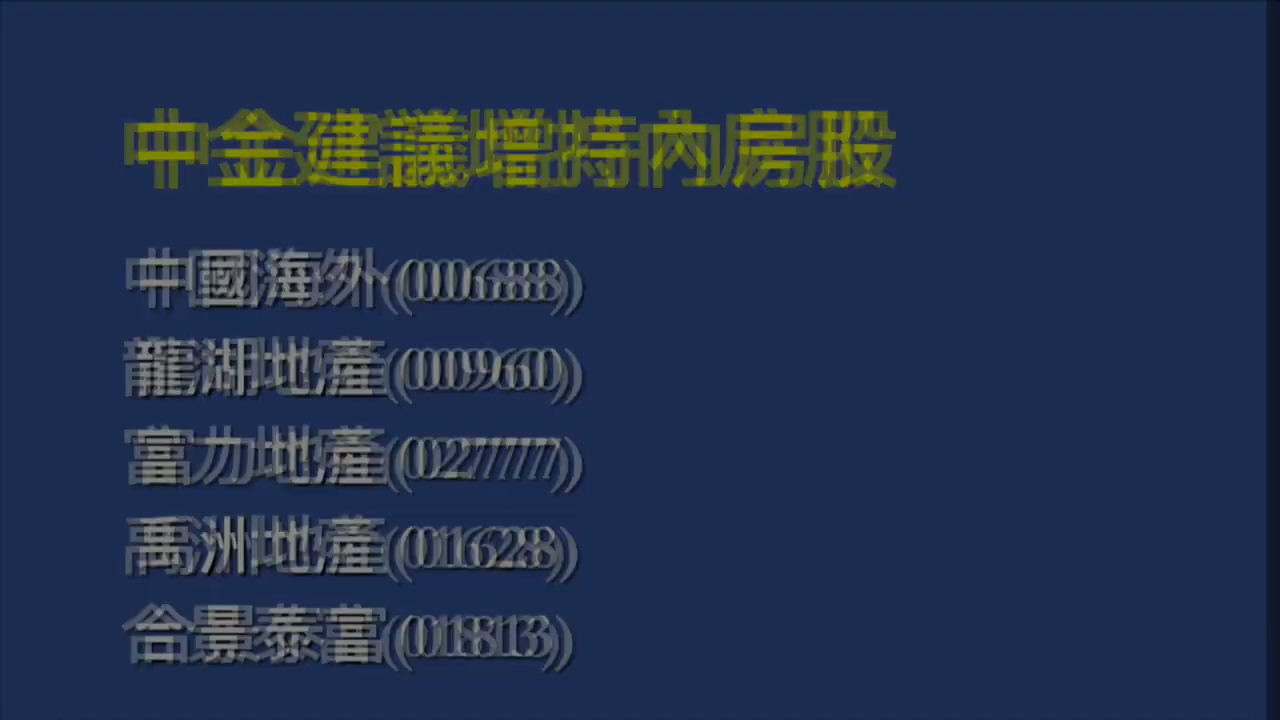 中金建議增持內房股
中國海外(00688)
龍湖地產(00960)
富力地產(02777)
禹洲地產(01628)
合景泰富(01813)